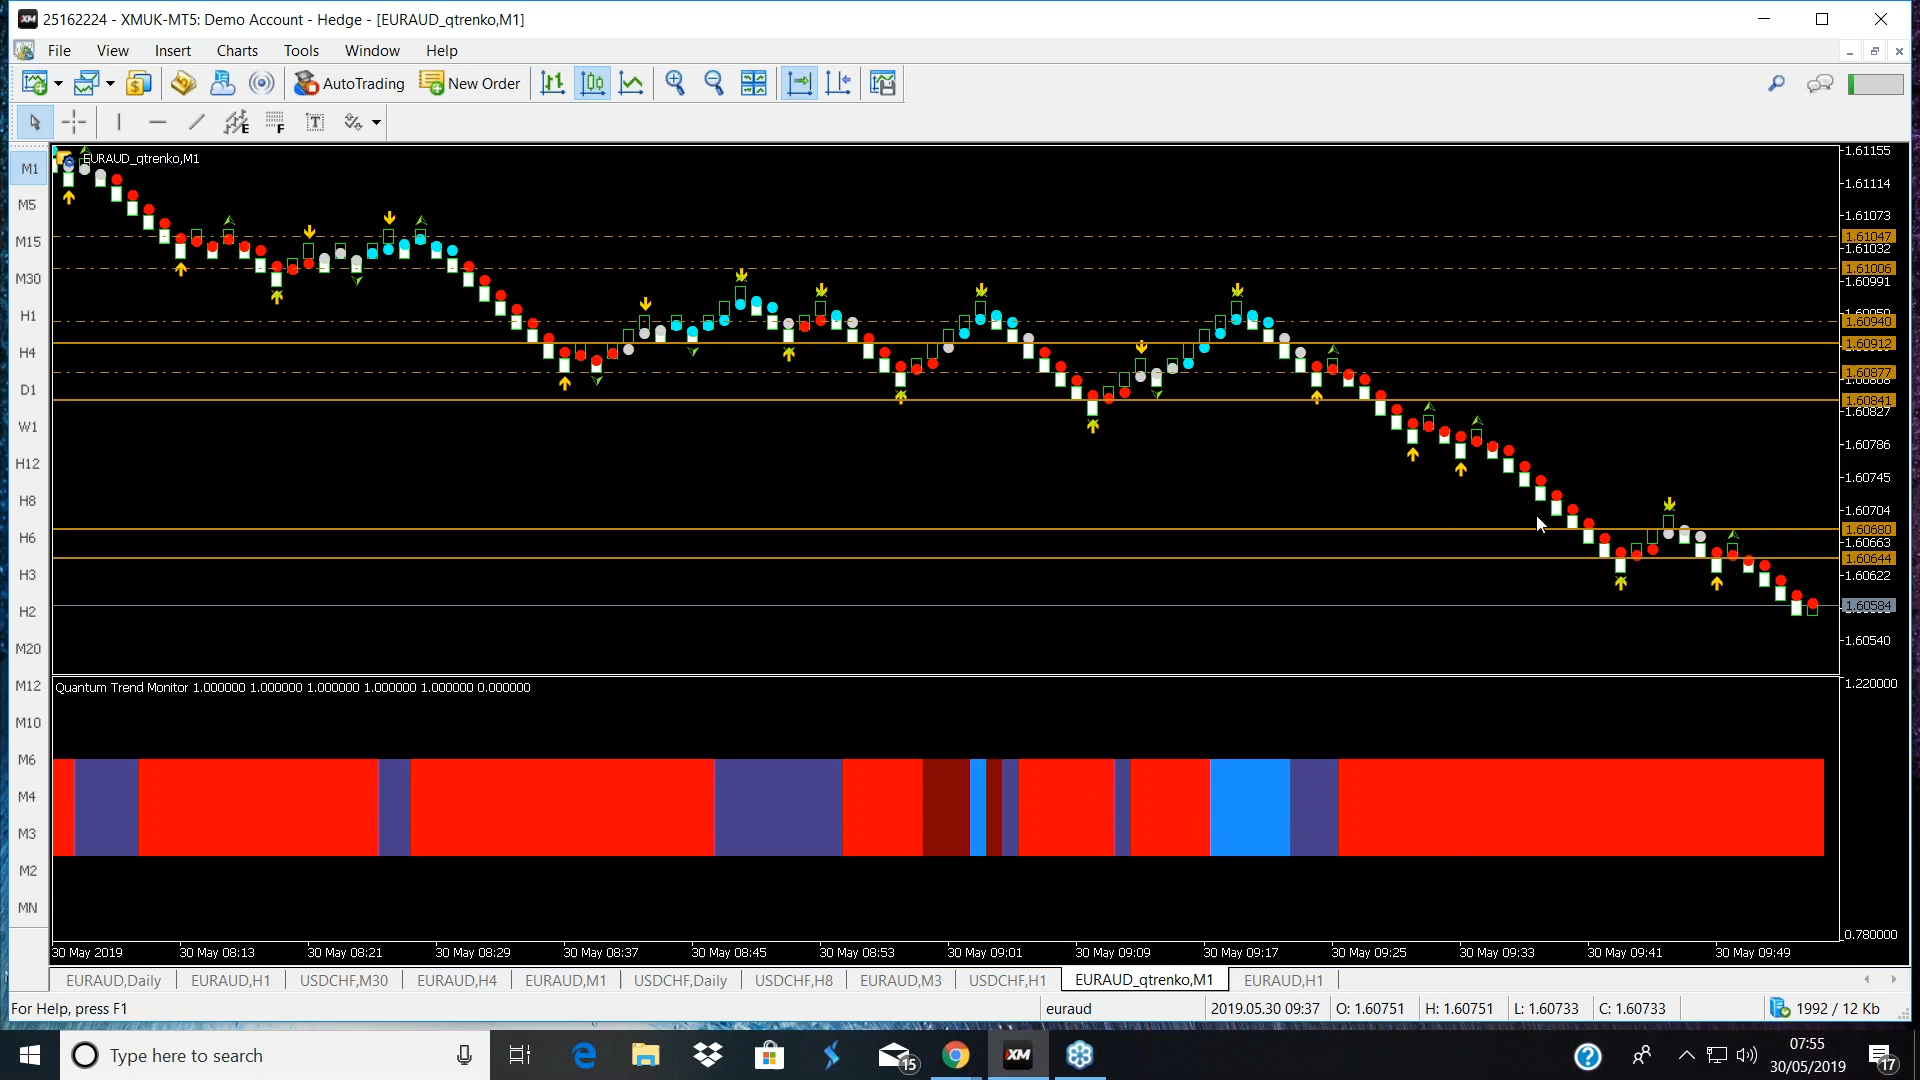 25162224 - XMUK-MT5: Demo Account - Hedge - [EURAUD_qtrenko,M1]
File View Insert Charts Tools Window Help
AutoTrading New Order
E F T
EURAUD_qtrenko,M1
M1
M5
M15
M30
H1
H4
D1
W1
H12
H8
H6
H3
H2
M20
M12
M10
M6
M4
M3
M2
MN
1.61155
1.61114
1.61073
1.61047
1.61032
1.61006
1.60991
1.60940
1.60912
1.60877
1.60841
1.60827
1.60786
1.60745
1.60704
1.60680
1.60663
1.60644
1.60622
1.60584
1.60540
Quantum Trend Monitor 1.000000 1.000000 1.000000 1.000000 1.000000 0.000000
1.220000
0.780000
30 May 2019 30 May 08:13 30 May 08:21 30 May 08:29 30 May 08:37 30 May 08:45 30 May 08:53 30 May 09:01 30 May 09:09 30 May 09:17 30 May 09:25 30 May 09:33 30 May 09:41 30 May 09:49
EURAUD,Daily EURAUD,H1 USDCHF,M30 EURAUD,H4 EURAUD,M1 USDCHF,Daily USDCHF,H8 EURAUD,M3 USDCHF,H1 EURAUD_qtrenko,M1 EURAUD,H1
For Help, press F1 euraud 2019.05.30 09:37 O: 1.60751 H: 1.60751 L: 1.60733 C: 1.60733 1992 / 12 Kb
Type here to search 15 XM 07:55
30/05/2019 17